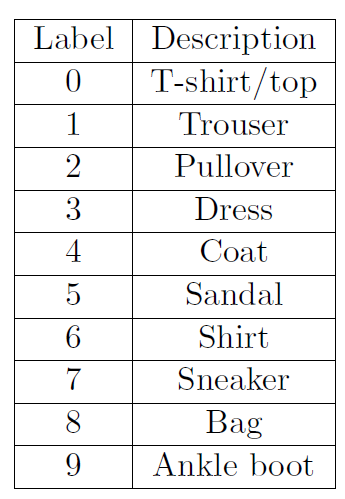 Label Description
0 T-shirt/top
1 Trouser
2 Pullover
3 Dress
4 Coat
5 Sandal
6 Shirt
7 Sneaker
8 Bag
9 Ankle boot